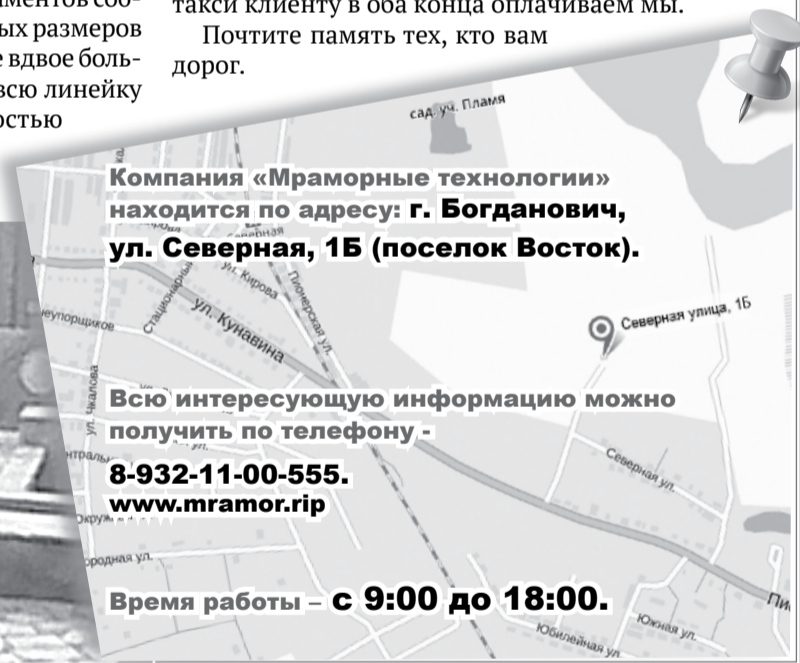 ых размеров
е вдвое боль-
всю линейку
остью
такси клиенту в оба конца оплачиваем мы.
Почтите память тех, кто вам
дорог.
сад. уч. Пламя
Компания «Мраморные технологии»
находится по адресу: г. Богданович,
ул. Северная, 1Б (поселок Восток).
ул. Кирова
Стационарный
Пионерская ул.
ул. Кунавина
неупорщиков
Северная улица, 1Б
ул. Чкалова
Всю интересующую информацию можно
получить по телефону -
8-932-11-00-555.
www.mramor.rip
Северная ул.
Время работы – с 9:00 до 18:00.
Юбилейная ул.
Южная ул.